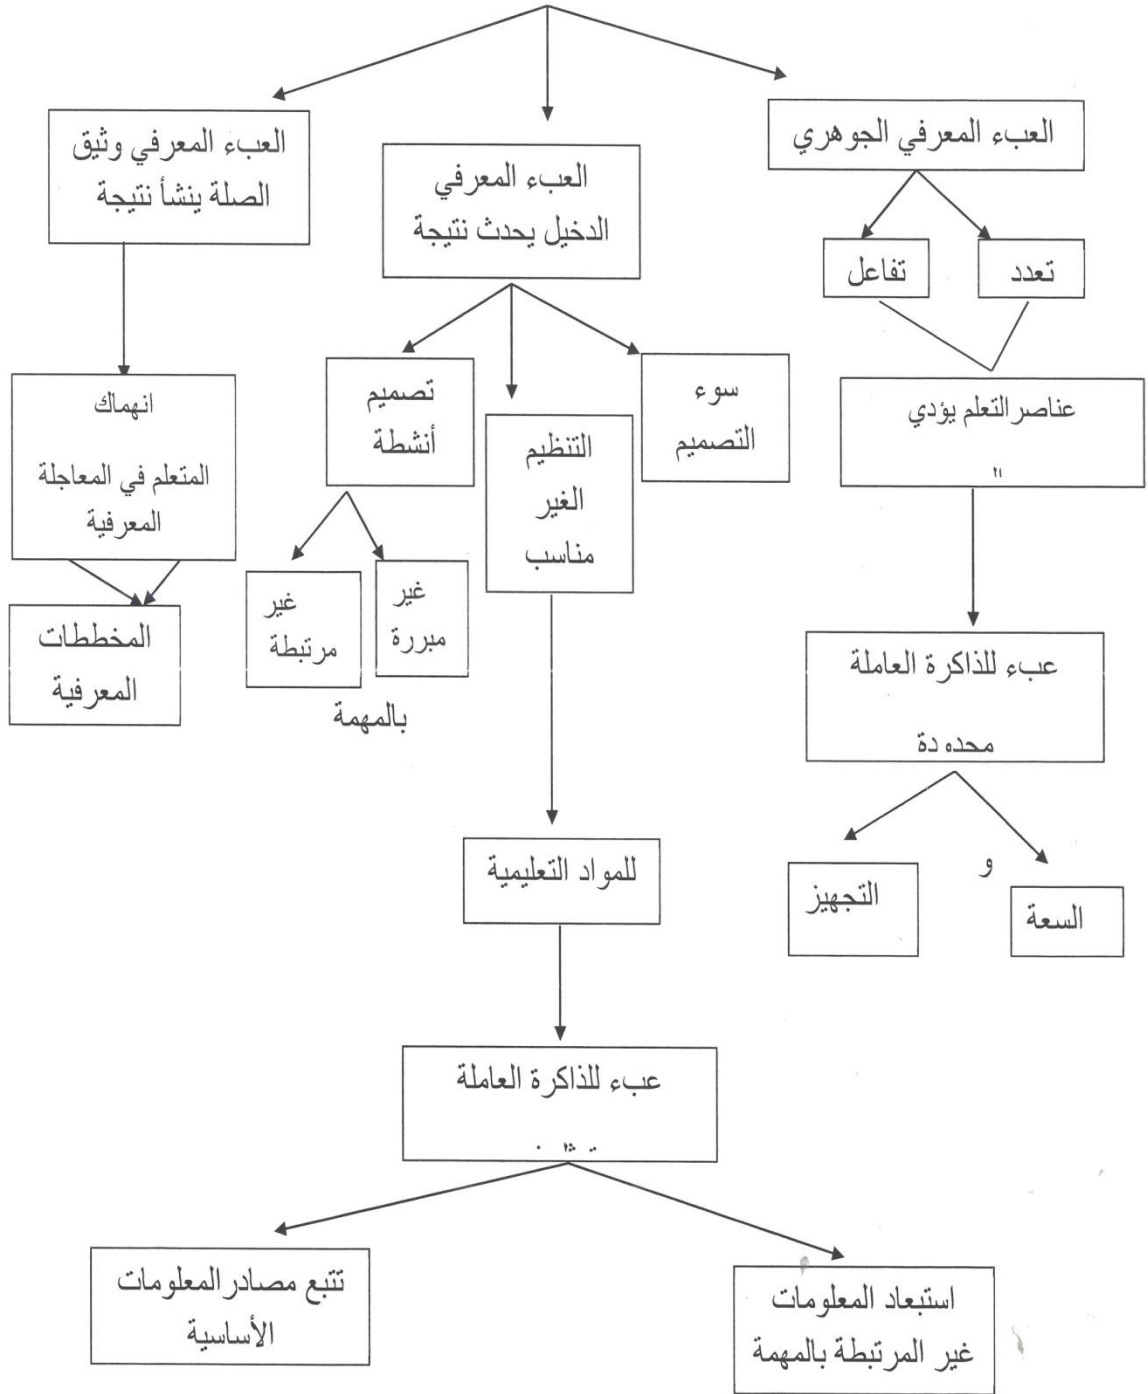 العبء المعرفي الجوهري
تعدد
تفاعل
عناصر التعلم يؤدي
عبء للذاكرة العاملة
محدودة
السعة
و
التجهيز
العبء المعرفي
الدخيل يحدث نتيجة
سوء
التصميم
التنظيم
الغير
مناسب
تصميم
أنشطة
غير
مبررة
غير
مرتبطة
بالمهمة
للمواد التعليمية
عبء للذاكرة العاملة
استبعاد المعلومات
غير المرتبطة بالمهمة
تتبع مصادر المعلومات
الأساسية
العبء المعرفي وثيق
الصلة ينشأ نتيجة
انهماك
المتعلم في المعاجلة
المعرفية
المخططات
المعرفية